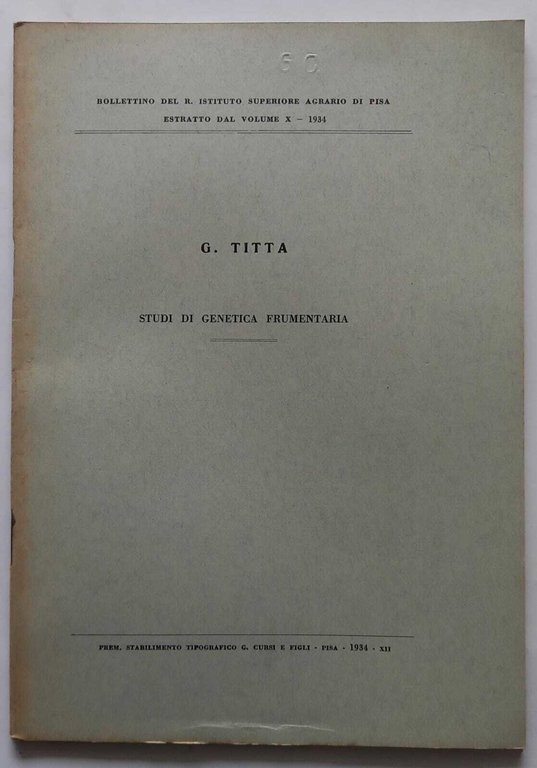 50
BOLLETTINO DEL R. ISTITUTO SUPERIORE AGRARIO DI PISA
ESTRATTO DAL VOLUME X - 1934
G. TITTA
STUDI DI GENETICA FRUMENTARIA
PREM. STABILIMENTO TIPOGRAFICO G. CURSI E FIGLI - PISA - 1934 - XII